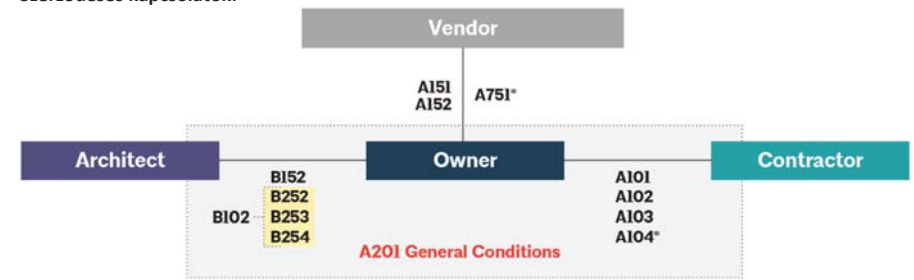 Vendor
A151
A152
A751*
Architect
Owner
Contractor
B152
B252
B102
B253
B254
A101
A102
A103
A104*
A201 General Conditions